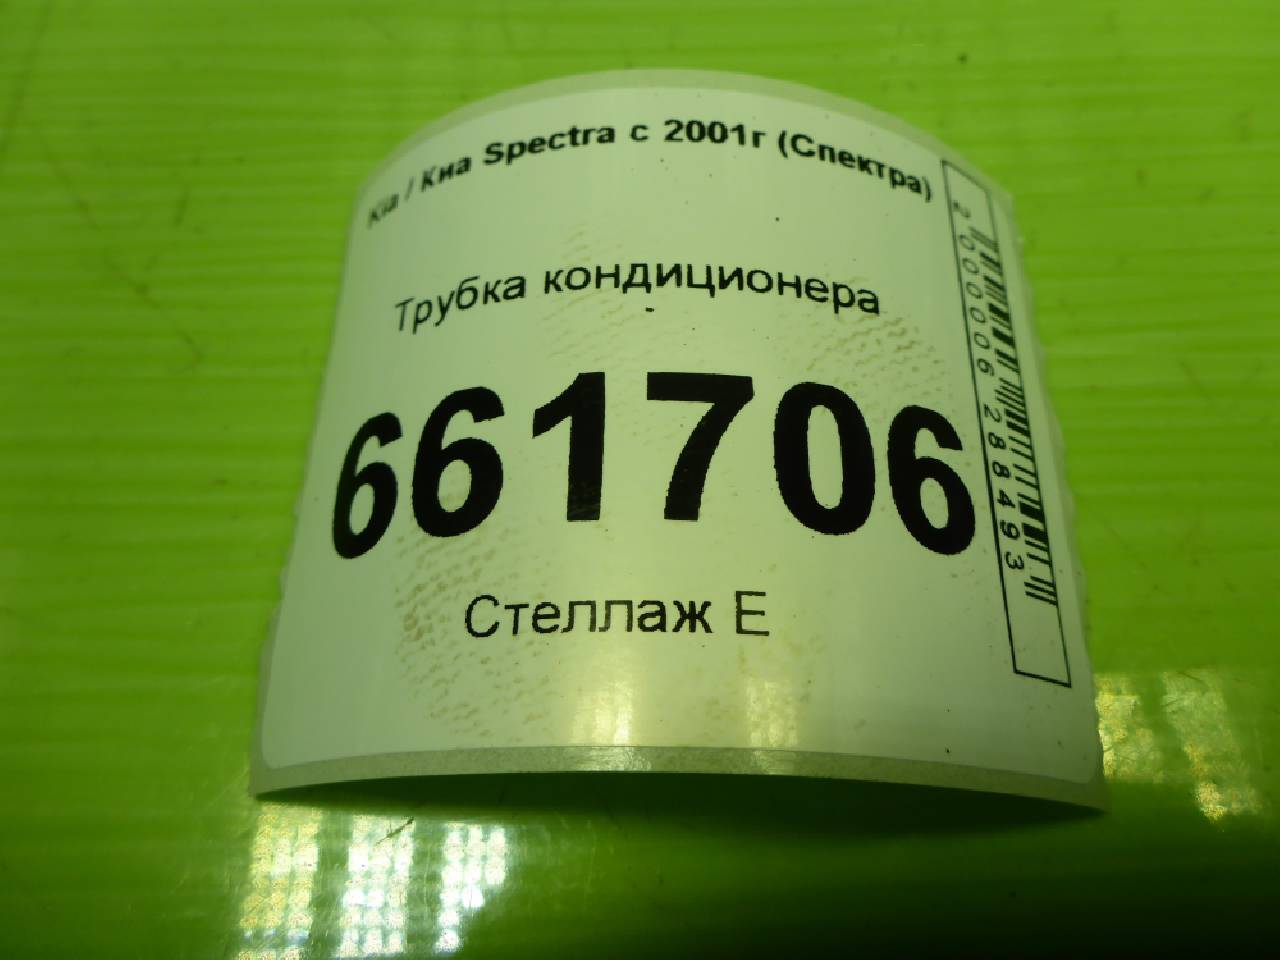 Kia / Киа Spectra с 2001г (Спектра)
Трубка кондиционера
661706
Стеллаж Е
2000006288493